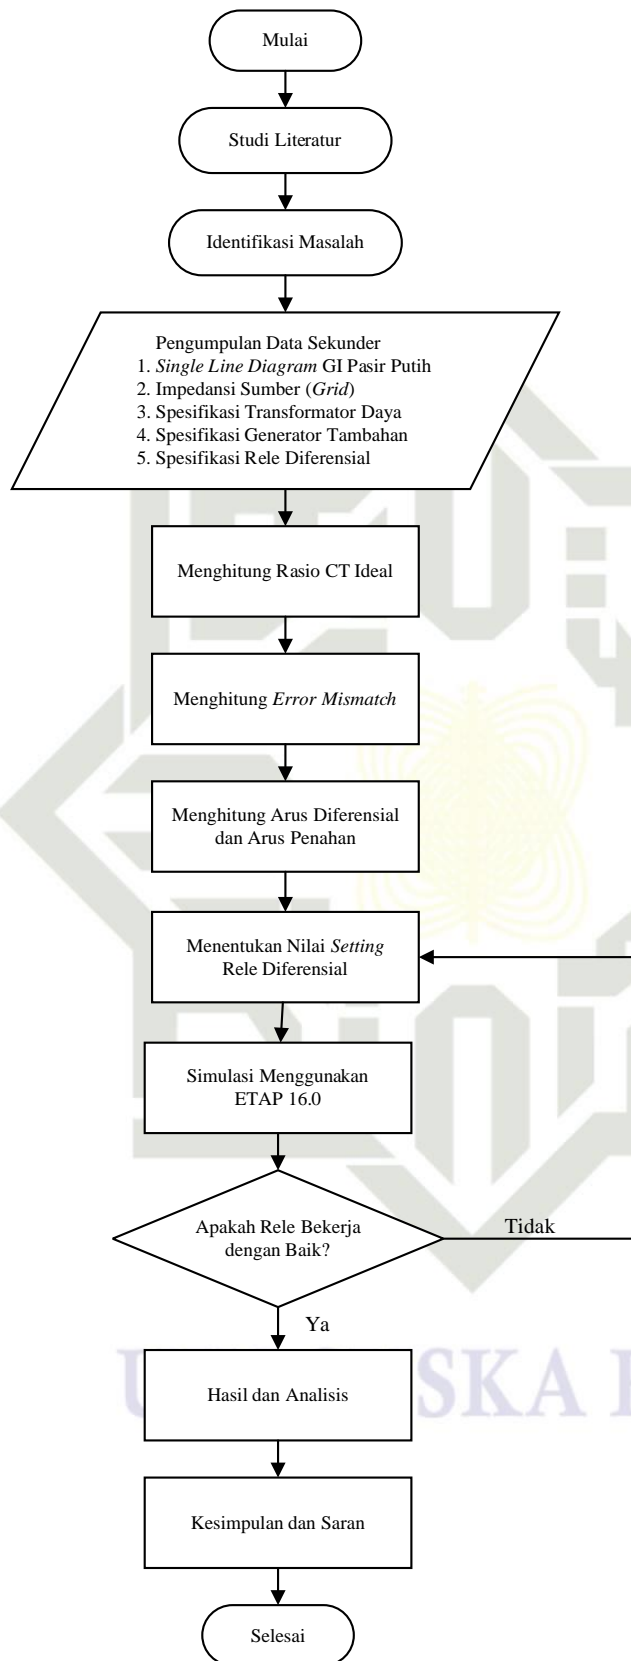 Mulai
Studi Literatur
Identifikasi Masalah
Pengumpulan Data Sekunder
1. Single Line Diagram GI Pasir Putih
2. Impedansi Sumber (Grid)
3. Spesifikasi Transformator Daya
4. Spesifikasi Generator Tambahan
5. Spesifikasi Rele Diferensial
Menghitung Rasio CT Ideal
Menghitung Error Mismatch
Menghitung Arus Diferensial
dan Arus Penahan
Menentukan Nilai Setting
Rele Diferensial
Simulasi Menggunakan
ETAP 16.0
Apakah Rele Bekerja
dengan Baik?
Tidak
Ya
Hasil dan Analisis
Kesimpulan dan Saran
Selesai